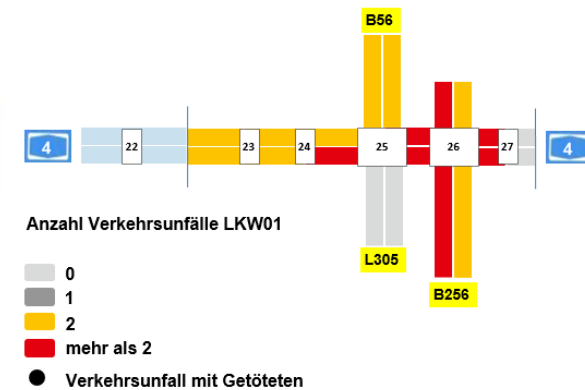 B56
4
22
23
24
25
26
27
4
Anzahl Verkehrsunfälle LKW01
0
L305
1
B256
2
mehr als 2
Verkehrsunfall mit Getöteten